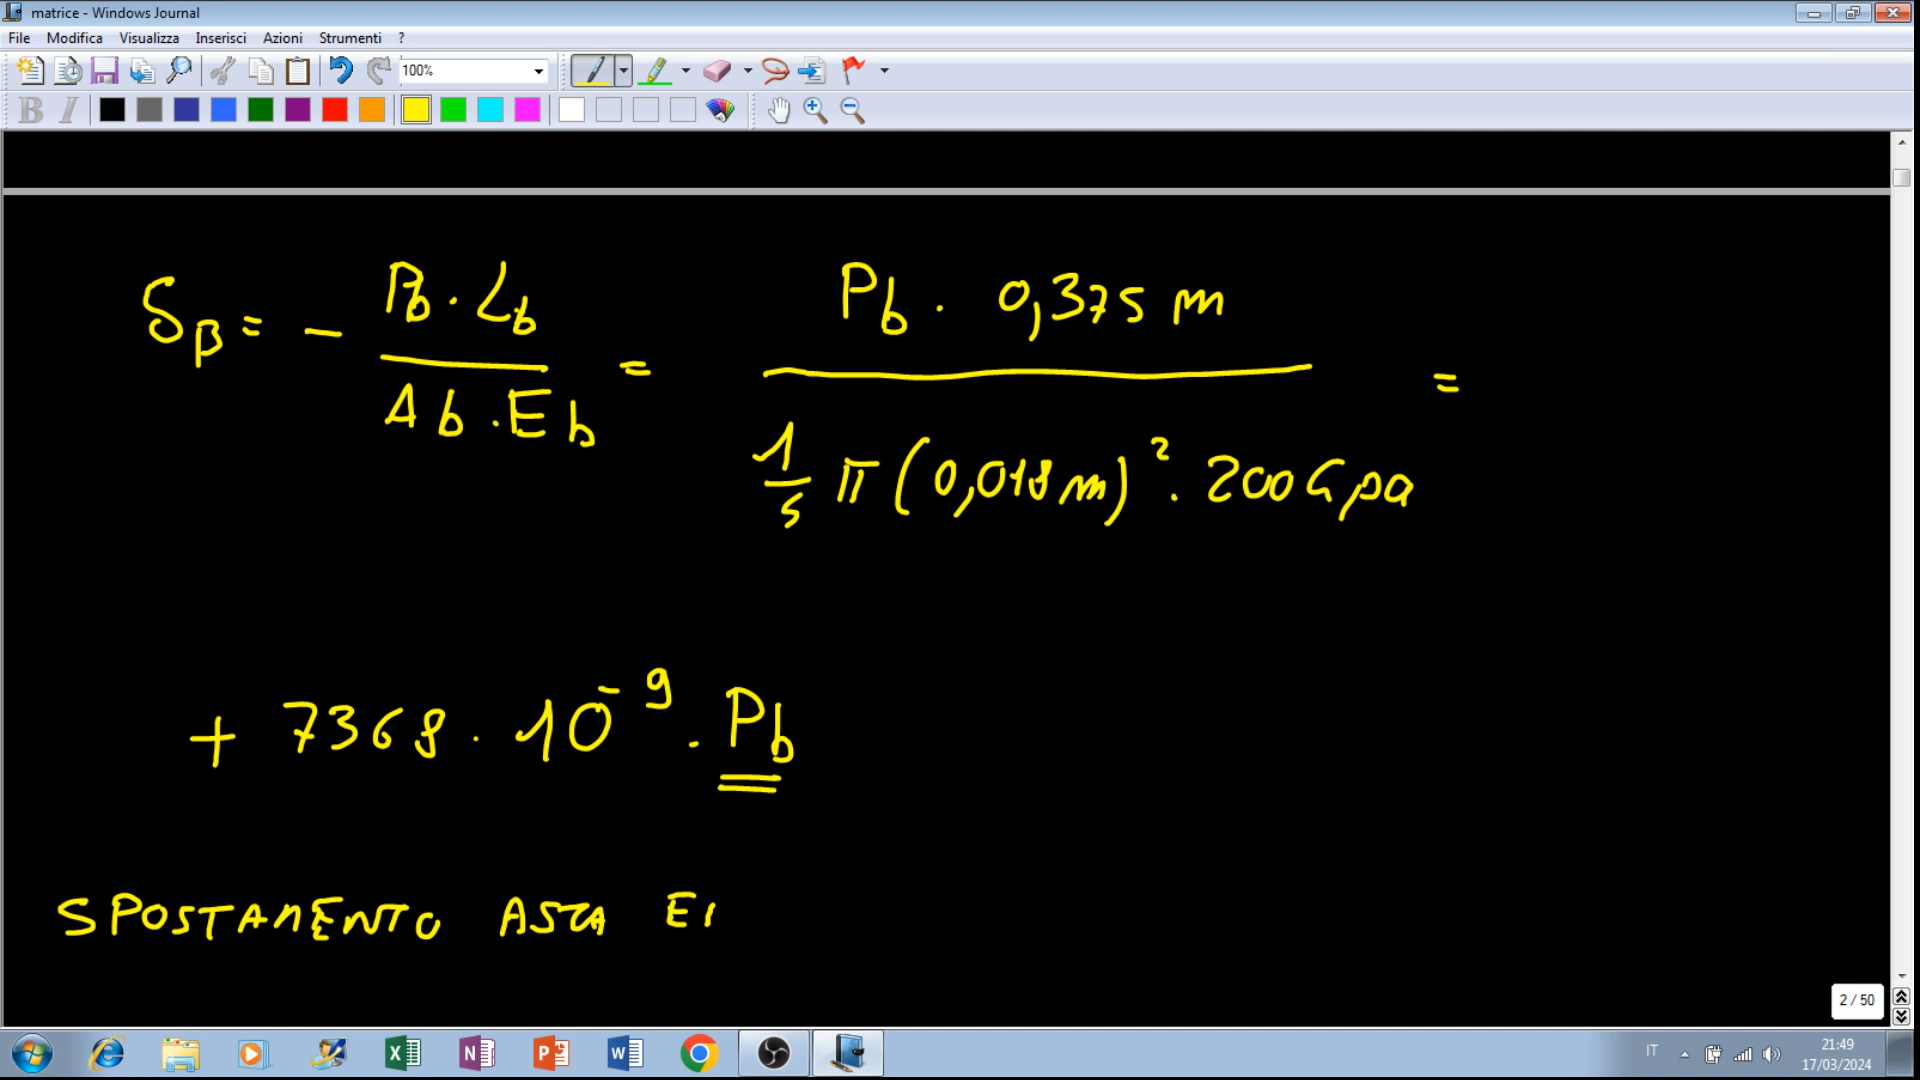 matrice - Windows Journal
File Modifica Visualizza Inserisci Azioni Strumenti ?
100%
B I
δB = - Pb . Lb / Ab . Eb = Pb . 0,375 m / 1/5 π (0,018 m)² . 200 Gpa =
+ 7368 . 10⁻⁹ . Pb
SPOSTAMENTO ASTA
2 / 50
IT
21:49
17/03/2024